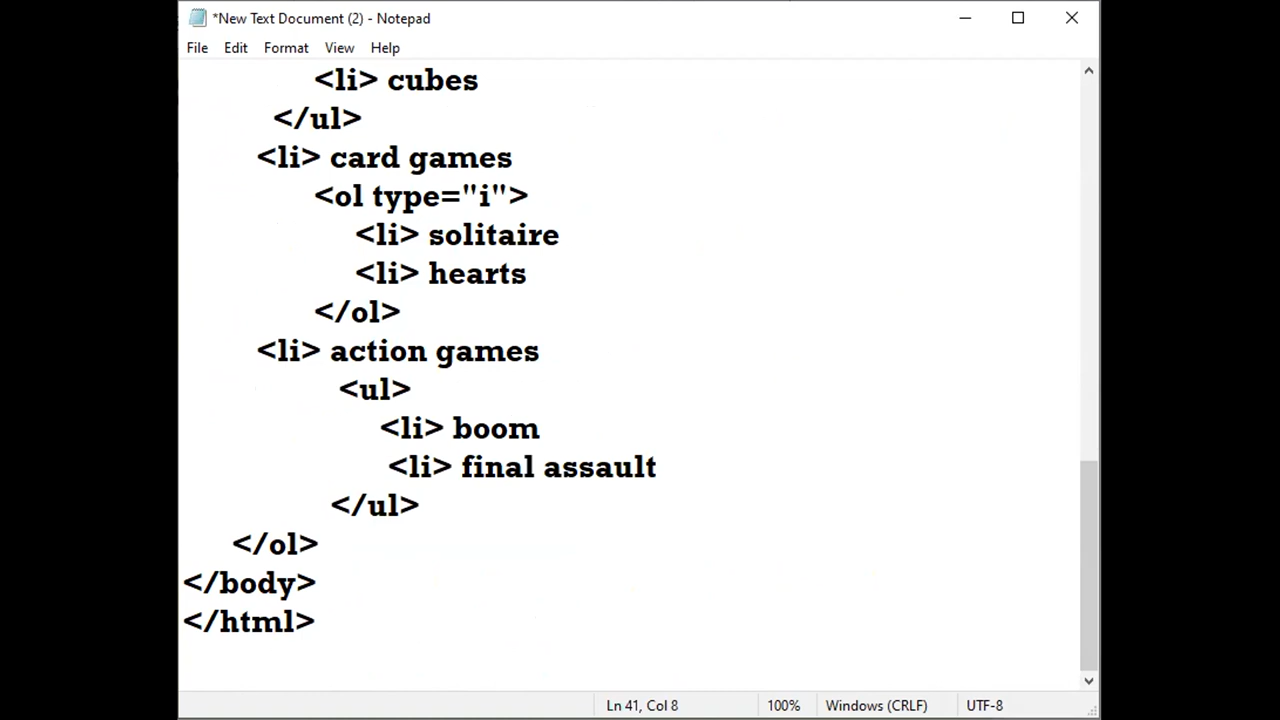 *New Text Document (2) - Notepad
File Edit Format View Help
<li> cubes
</ul>
<li> card games
<ol type="i">
<li> solitaire
<li> hearts
</ol>
<li> action games
<ul>
<li> boom
<li> final assault
</ul>
</ol>
</body>
</html>
Ln 41, Col 8 100% Windows (CRLF) UTF-8